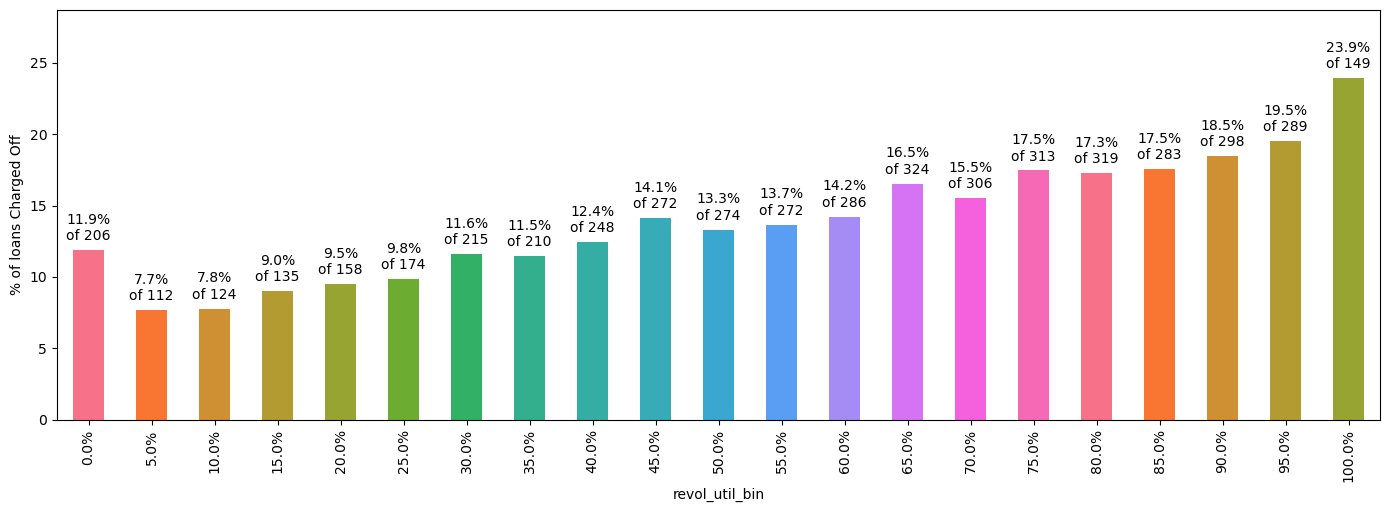 % of loans Charged Off
25
20
15
10
5
0
11.9%
of 206
7.7%
of 112
7.8%
of 124
9.0%
of 135
9.5%
of 158
9.8%
of 174
11.6%
of 215
11.5%
of 210
12.4%
of 248
14.1%
of 272
13.3%
of 274
13.7%
of 272
14.2%
of 286
16.5%
of 324
15.5%
of 306
17.5%
of 313
17.3%
of 319
17.5%
of 283
18.5%
of 298
19.5%
of 289
23.9%
of 149
0.0%
5.0%
10.0%
15.0%
20.0%
25.0%
30.0%
35.0%
40.0%
45.0%
50.0%
55.0%
60.0%
65.0%
70.0%
75.0%
80.0%
85.0%
90.0%
95.0%
100.0%
revol_util_bin